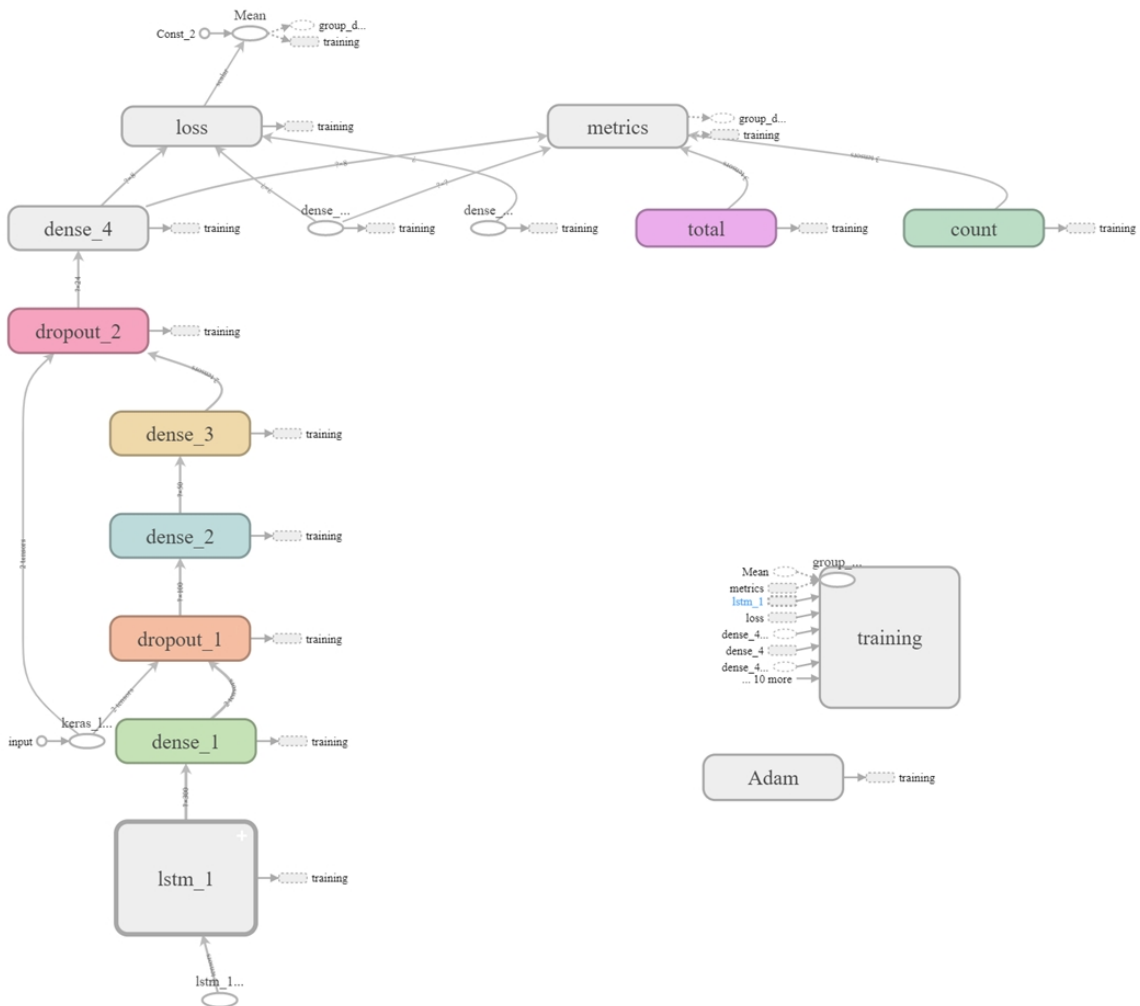 Mean
Const_2
group_d...
training
loss
training
metrics
group_d...
training
dense_4
training
dense_...
training
dense_...
training
total
training
count
training
dropout_2
training
dense_3
training
dense_2
training
dropout_1
training
input
keras_l...
dense_1
training
lstm_1
training
lstm_1...
group_...
Mean
metrics
lstm_1
loss
dense_4...
dense_4
dense_4...
... 10 more
training
Adam
training